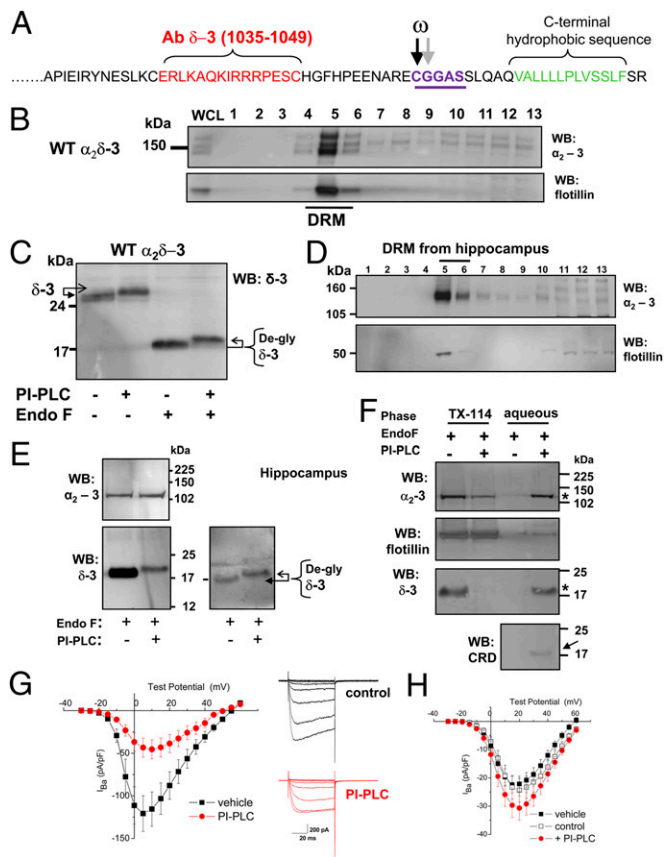 A
Ab δ–3 (1035-1049)
ω
C-terminal
hydrophobic sequence
.......APIEIRYNESLKCERLKAQKIRRRPESCHGFHPEENARECGGASSLQAQVALLLLPLVSSLFSR
B
WCL 1 2 3 4 5 6 7 8 9 10 11 12 13
kDa
WT α2δ-3
150
WB:
α2 – 3
WB:
flotillin
DRM
C
kDa
WT α2δ–3
WB: δ-3
δ-3
24
17
De-gly
δ-3
PI-PLC - + - +
Endo F - - + +
D
DRM from hippocampus
1 2 3 4 5 6 7 8 9 10 11 12 13
kDa
160
105
WB:
α2 – 3
50
WB:
flotillin
E
kDa
Hippocampus
WB:
α2 – 3
225
150
102
WB:
δ-3
25
17
12
De-gly
δ-3
Endo F: + + + +
PI-PLC: - + - +
F
Phase TX-114 aqueous
EndoF + + + +
PI-PLC - + - +
kDa
WB:
α2-3
225
150
102
*
WB:
flotillin
WB:
δ-3
25
17
*
WB:
CRD
25
17
G
Test Potential (mV)
-40 -20 0 20 40 60
IBa (pA/pF)
-50
-100
-150
vehicle
PI-PLC
control
PI-PLC
200 pA
20 ms
H
Test Potential (mV)
-40 -20 0 20 40 60
IBa (pA/pF)
-10
-20
-30
-40
vehicle
control
+ PI-PLC